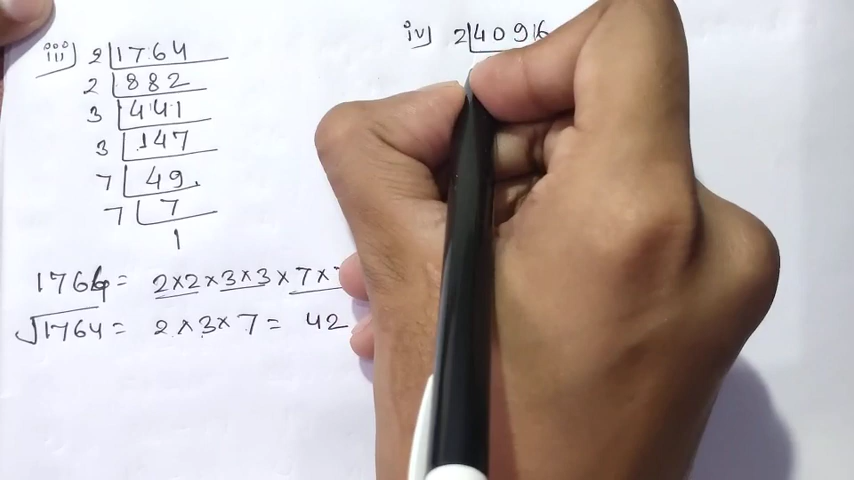 iii) 2 | 1764
2 | 882
3 | 441
3 | 147
7 | 49
7 | 7
1
1764 = 2×2×3×3×7×
√1764 = 2×3×7 = 42
iv) 2 | 4096